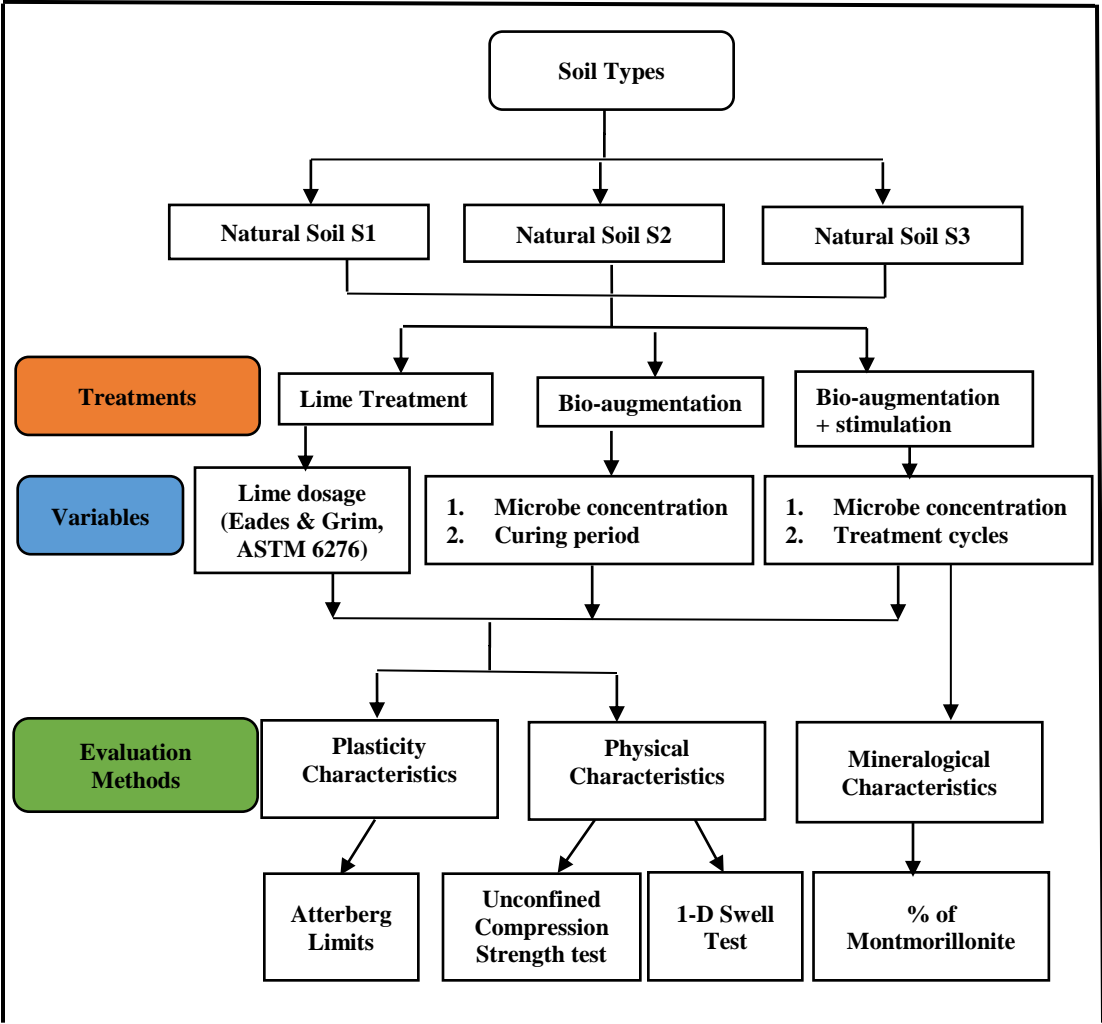 Soil Types
Natural Soil S1
Natural Soil S2
Natural Soil S3
Treatments
Lime Treatment
Bio-augmentation
Bio-augmentation
+ stimulation
Variables
Lime dosage
(Eades & Grim,
ASTM 6276)
1. Microbe concentration
2. Curing period
1. Microbe concentration
2. Treatment cycles
Evaluation
Methods
Plasticity
Characteristics
Physical
Characteristics
Mineralogical
Characteristics
Atterberg
Limits
Unconfined
Compression
Strength test
1-D Swell
Test
% of
Montmorillonite